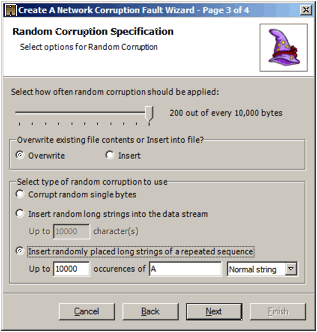 Create A Network Corruption Fault Wizard - Page 3 of 4
Random Corruption Specification
Select options for Random Corruption
Select how often random corruption should be applied:
200 out of every 10,000 bytes
Overwrite existing file contents or Insert into file?
Overwrite Insert
Select type of random corruption to use
Corrupt random single bytes
Insert random long strings into the data stream
Up to 10000 character(s)
Insert randomly placed long strings of a repeated sequence
Up to 10000 occurences of A Normal string
Cancel Back Next Finish